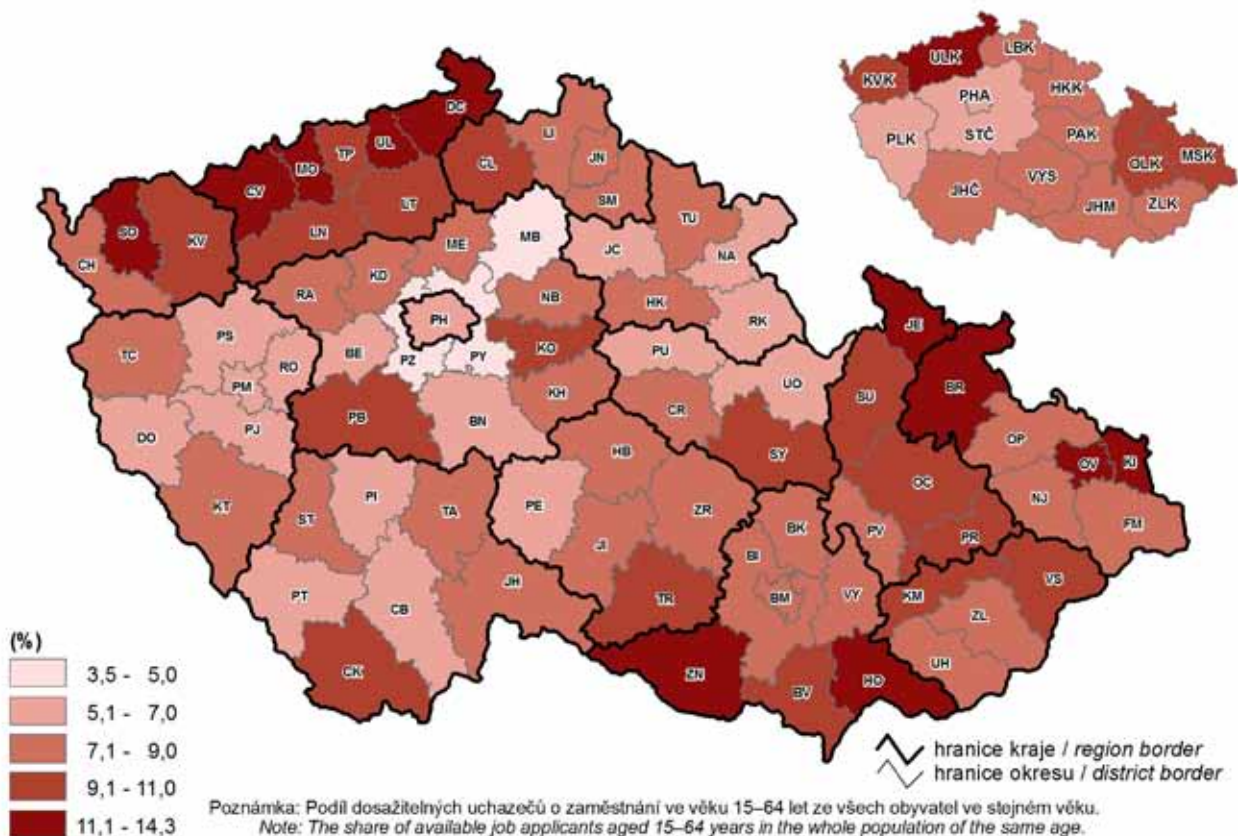 ULK
LBK
KVK
HKK
PHA
STČ
PLK
PAK
OLK
MSK
VYS
JHČ
JHM
ZLK
DC
UL
LI
TP
MO
JN
CL
CV
LT
SM
SO
KV
LN
TU
MB
ME
JC
NA
CH
KD
RA
NB
HK
PH
RK
JE
PS
KO
TC
BE
PU
RO
PZ
PY
UO
BR
PM
KH
SU
PB
BN
CR
DO
PJ
OP
SY
HB
OV
KI
OC
KT
PI
TA
PE
NJ
ST
ZR
BK
PV
FM
JI
PR
BI
VS
JH
PT
CB
TR
BM
VY
KM
ZL
UH
CK
ZN
BV
HO
(%)
3,5 - 5,0
5,1 - 7,0
7,1 - 9,0
9,1 - 11,0
11,1 - 14,3
hranice kraje / region border
hranice okresu / district border
Poznámka: Podíl dosažitelných uchazečů o zaměstnání ve věku 15–64 let ze všech obyvatel ve stejném věku.
Note: The share of available job applicants aged 15–64 years in the whole population of the same age.